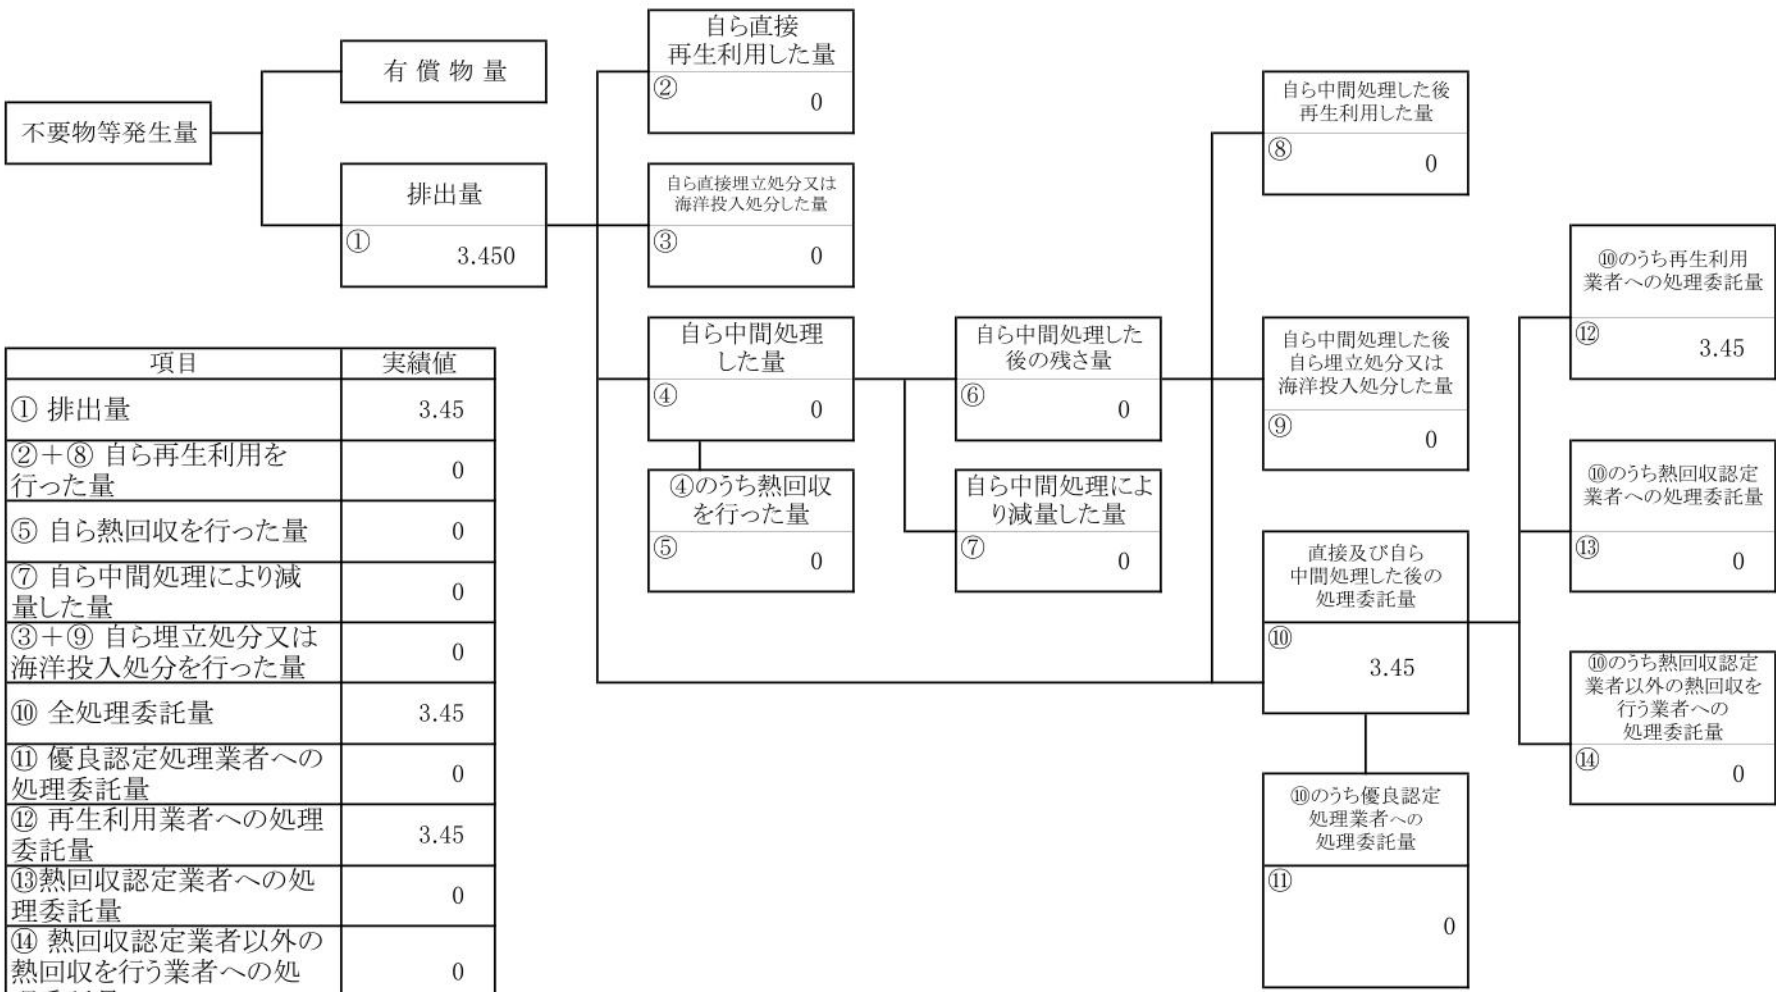 不要物等発生量
有償物量
排出量
①
3.450
自ら直接
再生利用した量
②
0
自ら直接埋立処分又は
海洋投入処分した量
③
0
自ら中間処理
した量
④
0
④のうち熱回収
を行った量
⑤
0
自ら中間処理した
後の残さ量
⑥
0
自ら中間処理によ
り減量した量
⑦
0
自ら中間処理した後
再生利用した量
⑧
0
自ら中間処理した後
自ら埋立処分又は
海洋投入処分した量
⑨
0
直接及び自ら
中間処理した後の
処理委託量
⑩
3.45
⑩のうち優良認定
処理業者への
処理委託量
⑪
0
⑩のうち再生利用
業者への処理委託量
⑫
3.45
⑩のうち熱回収認定
業者への処理委託量
⑬
0
⑩のうち熱回収認定
業者以外の熱回収を
行う業者への
処理委託量
⑭
0
項目 実績値
① 排出量 3.45
②+⑧ 自ら再生利用を
行った量
0
⑤ 自ら熱回収を行った量 0
⑦ 自ら中間処理により減
量した量
0
③+⑨ 自ら埋立処分又は
海洋投入処分を行った量
0
⑩ 全処理委託量 3.45
⑪ 優良認定処理業者への
処理委託量
0
⑫ 再生利用業者への処理
委託量
3.45
⑬熱回収認定業者への処
理委託量
0
⑭ 熱回収認定業者以外の
熱回収を行う業者への処
0